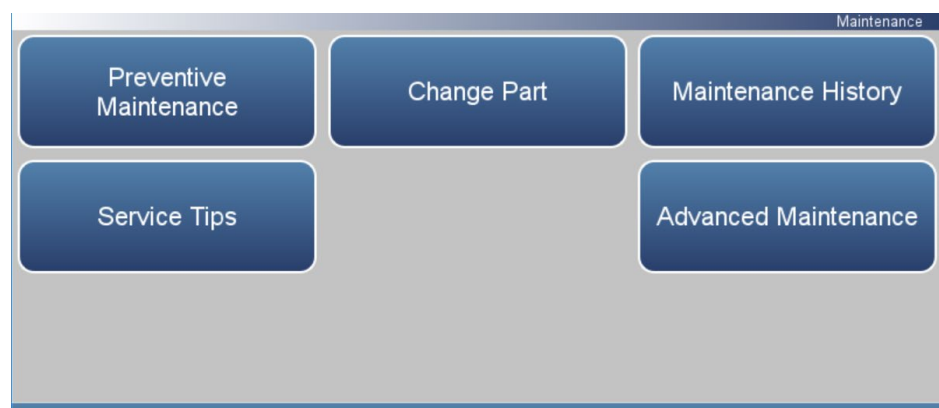 Maintenance
Preventive
Maintenance
Change Part
Maintenance History
Service Tips
Advanced Maintenance